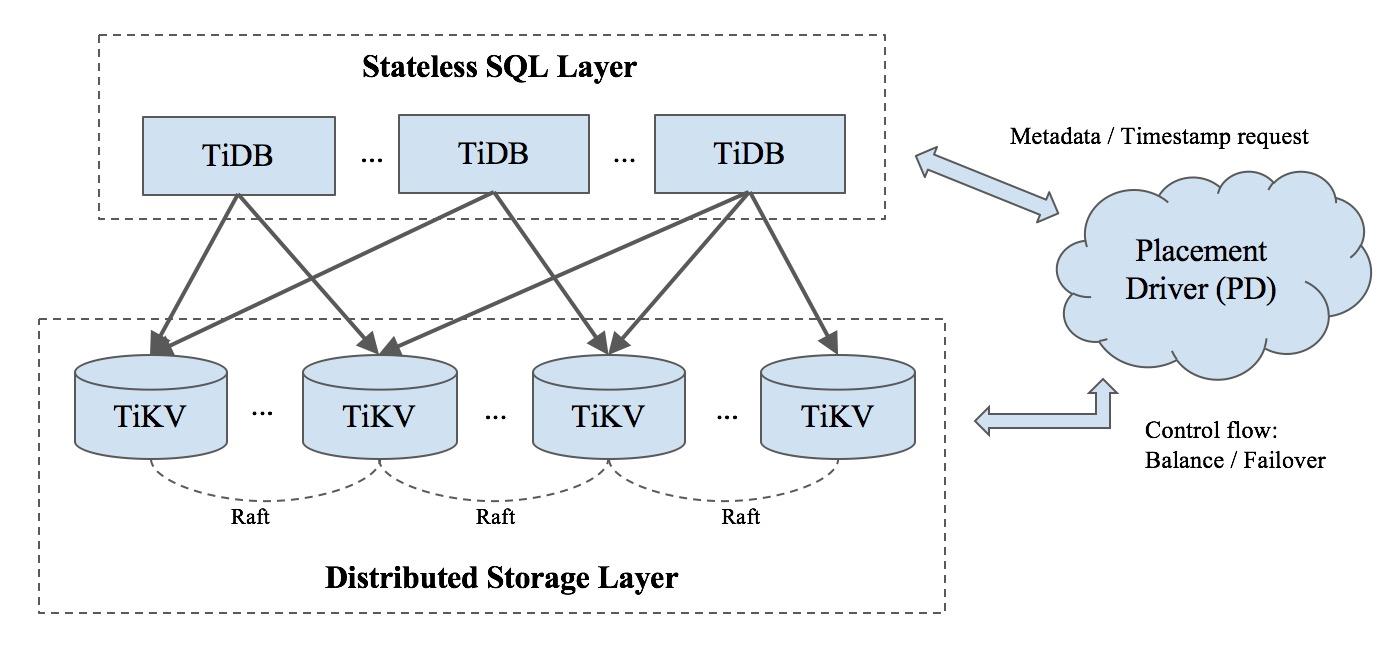 Stateless SQL Layer
TiDB ... TiDB ... TiDB
Metadata / Timestamp request
Placement
Driver (PD)
TiKV ... TiKV ... TiKV ... TiKV
Control flow:
Balance / Failover
Raft Raft Raft
Distributed Storage Layer